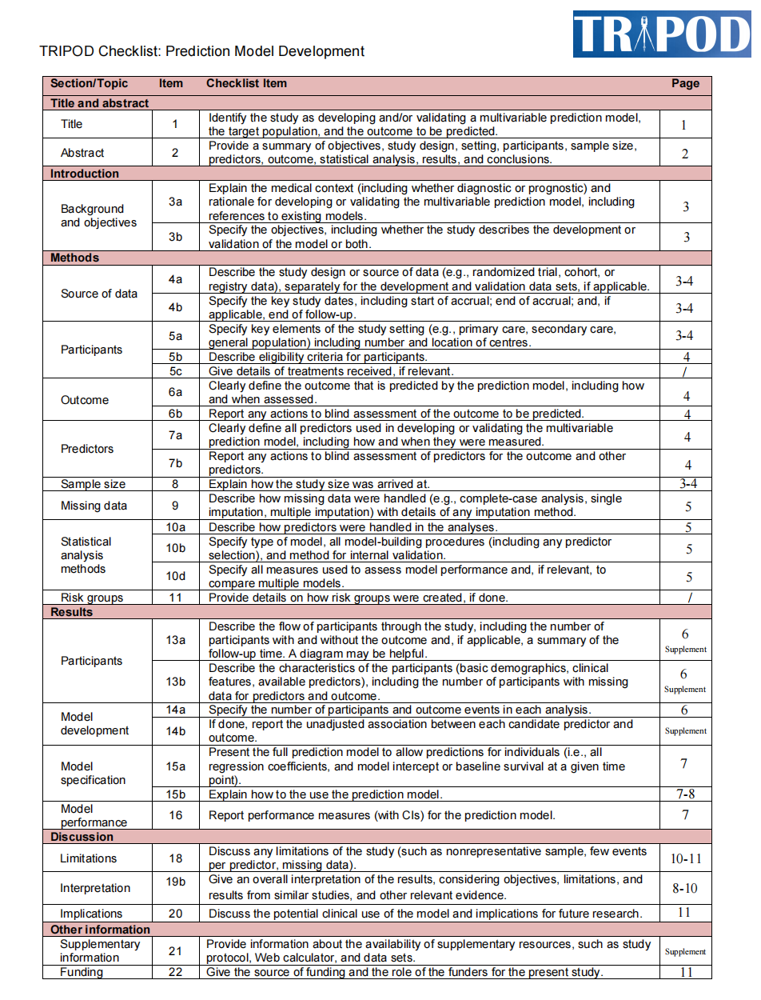 TRIPOD
TRIPOD Checklist: Prediction Model Development
Section/Topic Item Checklist Item Page
Title and abstract
Title 1 Identify the study as developing and/or validating a multivariable prediction model,
the target population, and the outcome to be predicted. 1
Abstract 2 Provide a summary of objectives, study design, setting, participants, sample size,
predictors, outcome, statistical analysis, results, and conclusions. 2
Introduction
Background
and objectives
3a Explain the medical context (including whether diagnostic or prognostic) and
rationale for developing or validating the multivariable prediction model, including
references to existing models. 3
3b Specify the objectives, including whether the study describes the development or
validation of the model or both. 3
Methods
Source of data
4a Describe the study design or source of data (e.g., randomized trial, cohort, or
registry data), separately for the development and validation data sets, if applicable. 3-4
4b Specify the key study dates, including start of accrual; end of accrual; and, if
applicable, end of follow-up. 3-4
Participants
5a Specify key elements of the study setting (e.g., primary care, secondary care,
general population) including number and location of centres. 3-4
5b Describe eligibility criteria for participants. 4
5c Give details of treatments received, if relevant. /
Outcome
6a Clearly define the outcome that is predicted by the prediction model, including how
and when assessed. 4
6b Report any actions to blind assessment of the outcome to be predicted. 4
Predictors
7a Clearly define all predictors used in developing or validating the multivariable
prediction model, including how and when they were measured. 4
7b Report any actions to blind assessment of predictors for the outcome and other
predictors. 4
Sample size 8 Explain how the study size was arrived at. 3-4
Missing data 9 Describe how missing data were handled (e.g., complete-case analysis, single
imputation, multiple imputation) with details of any imputation method. 5
Statistical
analysis
methods
10a Describe how predictors were handled in the analyses. 5
10b Specify type of model, all model-building procedures (including any predictor
selection), and method for internal validation. 5
10d Specify all measures used to assess model performance and, if relevant, to
compare multiple models. 5
Risk groups 11 Provide details on how risk groups were created, if done. /
Results
Participants
13a Describe the flow of participants through the study, including the number of
participants with and without the outcome and, if applicable, a summary of the
follow-up time. A diagram may be helpful. 6
Supplement
13b Describe the characteristics of the participants (basic demographics, clinical
features, available predictors), including the number of participants with missing
data for predictors and outcome. 6
Supplement
Model
development
14a Specify the number of participants and outcome events in each analysis. 6
14b If done, report the unadjusted association between each candidate predictor and
outcome. Supplement
Model
specification
15a Present the full prediction model to allow predictions for individuals (i.e., all
regression coefficients, and model intercept or baseline survival at a given time
point). 7
15b Explain how to the use the prediction model. 7-8
Model
performance
16 Report performance measures (with CIs) for the prediction model. 7
Discussion
Limitations 18 Discuss any limitations of the study (such as nonrepresentative sample, few events
per predictor, missing data). 10-11
Interpretation 19b Give an overall interpretation of the results, considering objectives, limitations, and
results from similar studies, and other relevant evidence. 8-10
Implications 20 Discuss the potential clinical use of the model and implications for future research. 11
Other information
Supplementary
information
21 Provide information about the availability of supplementary resources, such as study
protocol, Web calculator, and data sets. Supplement
Funding 22 Give the source of funding and the role of the funders for the present study. 11